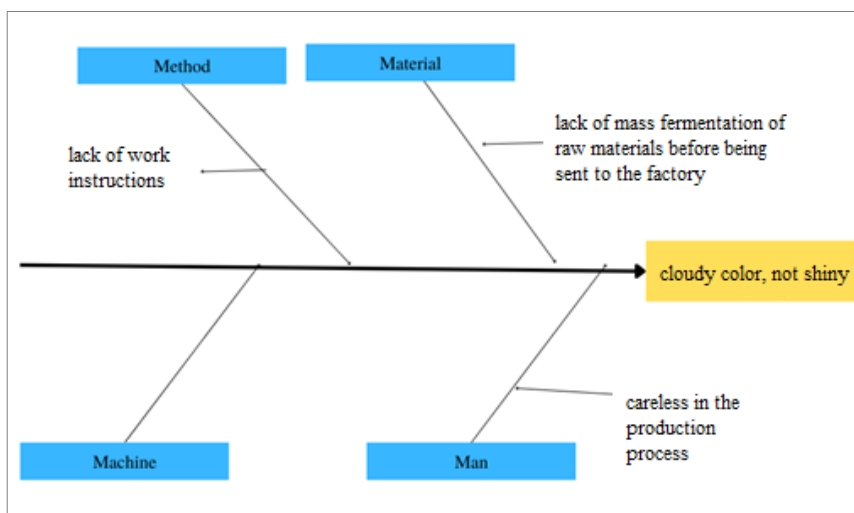 Method
Material
lack of work
instructions
lack of mass fermentation of
raw materials before being
sent to the factory
cloudy color, not shiny
careless in the
production
process
Machine
Man